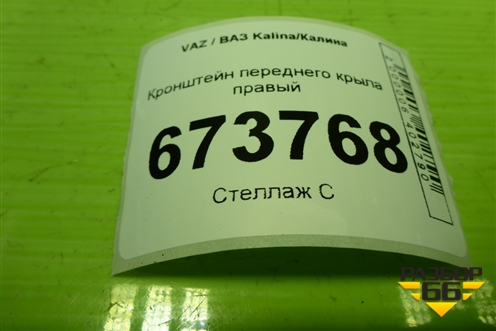 VAZ / ВАЗ Kalina/Калина
Кронштейн переднего крыла
правый
673768
Стеллаж С
РАЗБОР
66